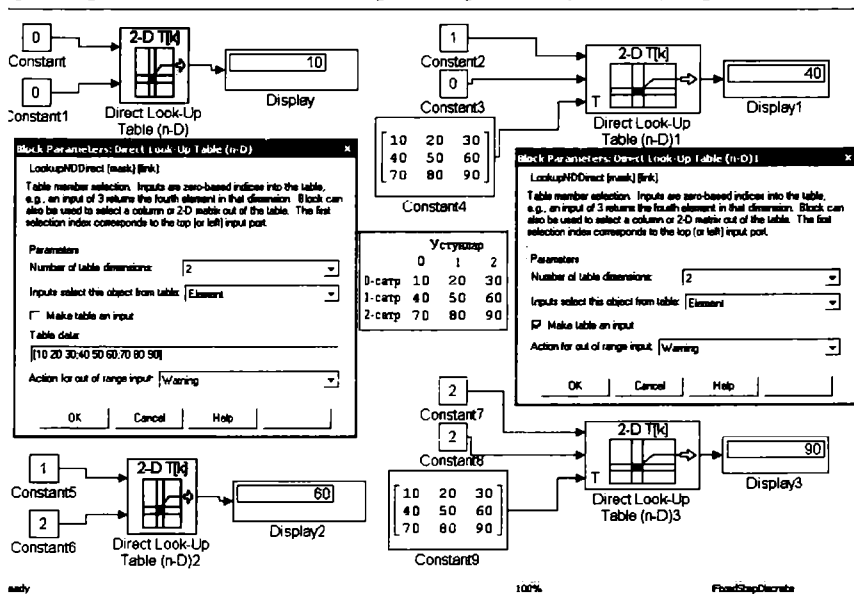 0
Constant
0
Constant1
2-D T[k]
Direct Look-Up
Table (n-D)
10
Display
1
Constant2
0
Constant3
2-D T[k]
T
Direct Look-Up
Table (n-D)1
40
Display1
10 20 30
40 50 60
70 80 90
Constant4
Block Parameters: Direct Look-Up Table (n-D)
LookupNDDirect (mask) (link)
Table member selection. Inputs are zero-based indices into the table,
e.g., an input of 3 returns the fourth element in that dimension. Block can
also be used to select a column or 2-D matrix out of the table. The first
selection index corresponds to the top (or left) input port.
Parameters
Number of table dimensions: 2
Inputs select this object from table: Element
Make table an input
Table data:
[10 20 30;40 50 60;70 80 90]
Action for out of range input: Warning
OK Cancel Help
Устунлар
0 1 2
0-сатр 10 20 30
1-сатр 40 50 60
2-сатр 70 80 90
Block Parameters: Direct Look-Up Table (n-D)1
LookupNDDirect (mask) (link)
Table member selection. Inputs are zero-based indices into the table,
e.g., an input of 3 returns the fourth element in that dimension. Block can
also be used to select a column or 2-D matrix out of the table. The first
selection index corresponds to the top (or left) input port.
Parameters
Number of table dimensions: 2
Inputs select this object from table: Element
Make table an input
Action for out of range input: Warning
OK Cancel Help
1
Constant5
2
Constant6
2-D T[k]
Direct Look-Up
Table (n-D)2
60
Display2
2
Constant7
2
Constant8
2-D T[k]
T
Direct Look-Up
Table (n-D)3
90
Display3
10 20 30
40 50 60
70 80 90
Constant9
eady 100% FixedStepDiscrete